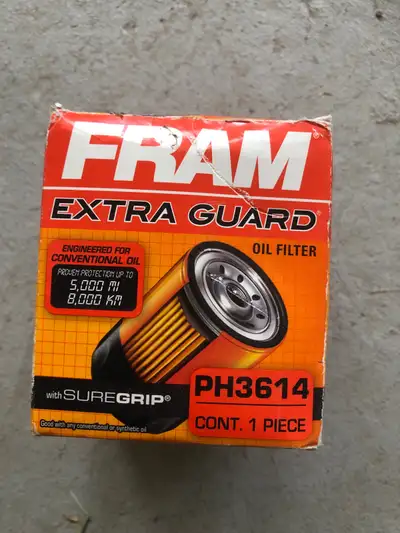 FRAM
EXTRA GUARD®
OIL FILTER
ENGINEERED FOR
CONVENTIONAL OIL
PROVEN PROTECTION UP TO
5,000 MI
8,000 KM
PH3614
with SUREGRIP®
CONT. 1 PIECE
Good with any conventional or synthetic oil